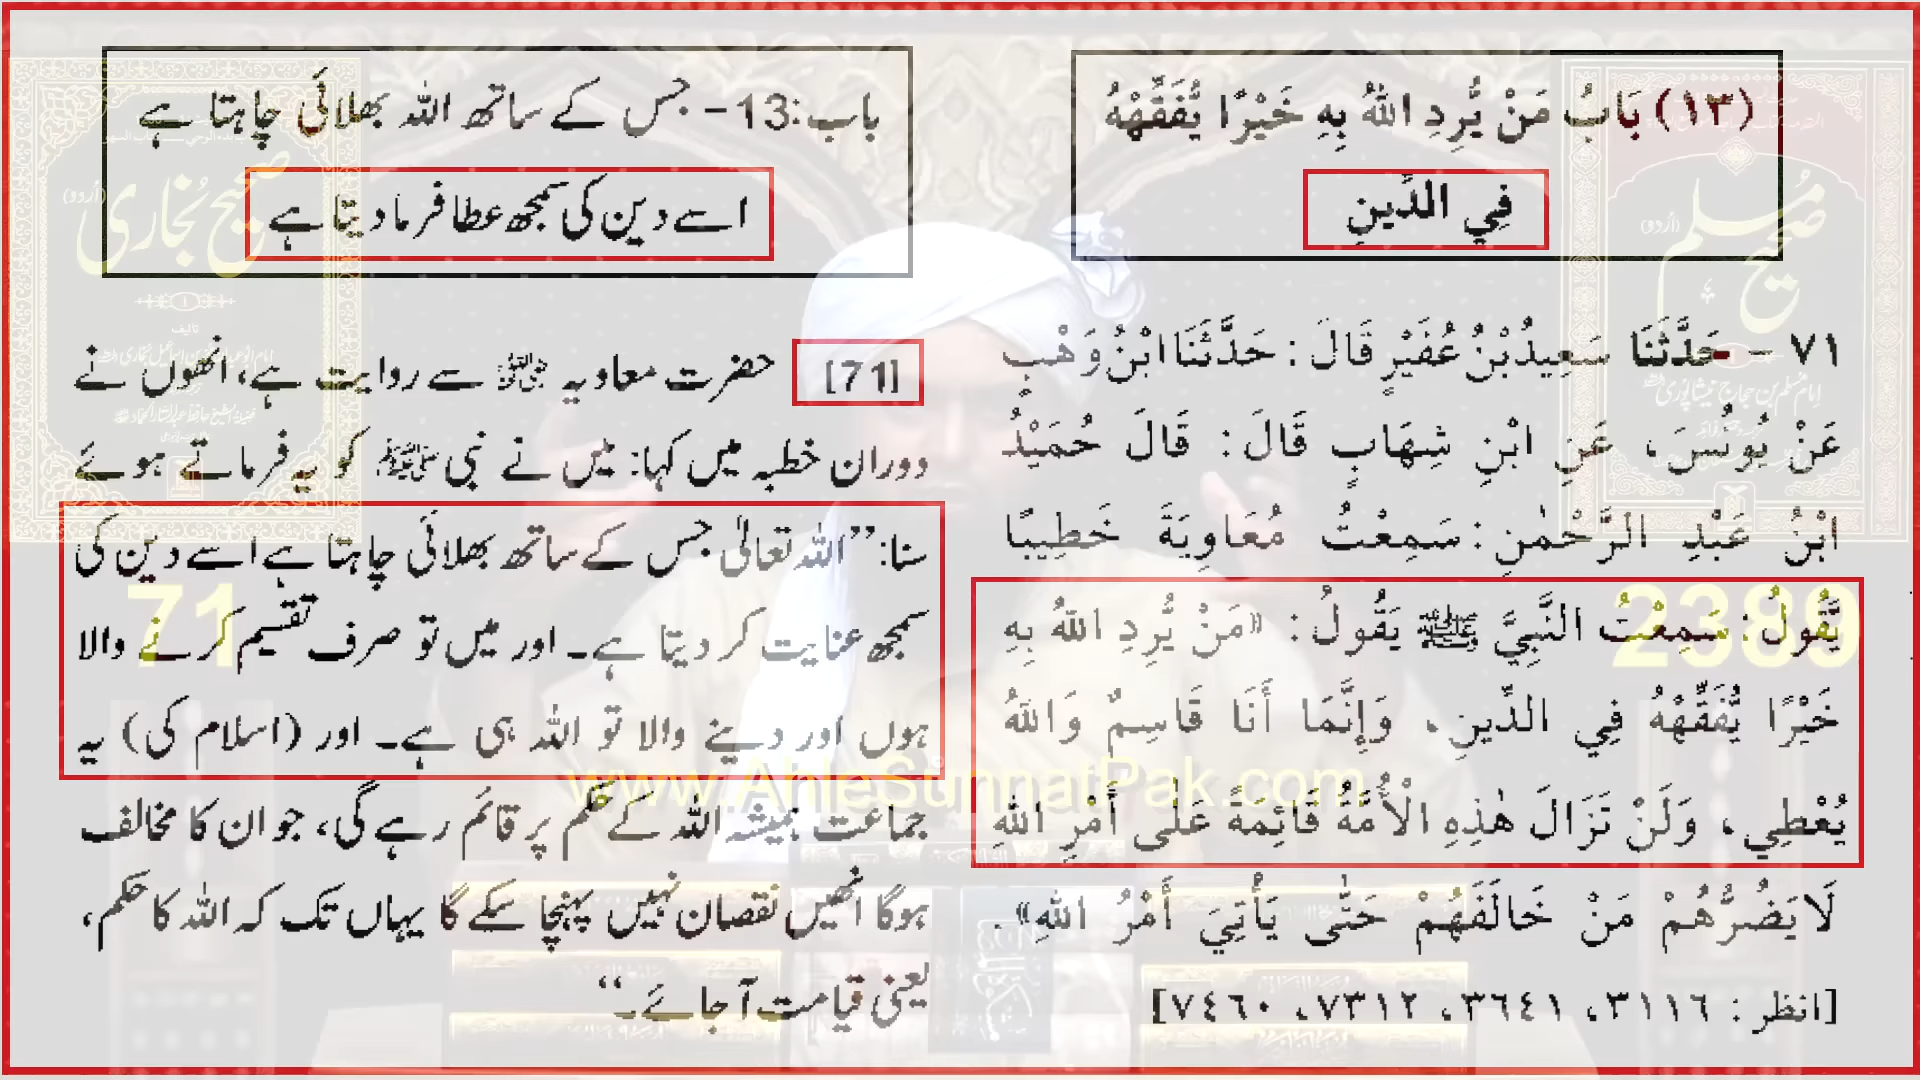 (١٣) بَابُ مَنْ يُّرِدِ اللهُ بِهِ خَيْرًا يُّفَقِّهْهُ
فِي الدِّينِ
٧١ - حَدَّثَنَا سَعِيدُ بْنُ عُفَيْرٍ قَالَ : حَدَّثَنَا ابْنُ وَهْبٍ
عَنْ يُونُسَ، عَنِ ابْنِ شِهَابٍ قَالَ : قَالَ حُمَيْدُ
ابْنُ عَبْدِ الرَّحْمٰنِ : سَمِعْتُ مُعَاوِيَةَ خَطِيبًا
يَّقُولُ : سَمِعْتُ النَّبِيَّ ﷺ يَقُولُ : «مَنْ يُّرِدِ اللهُ بِهِ
خَيْرًا يُّفَقِّهْهُ فِي الدِّينِ. وَإِنَّمَا أَنَا قَاسِمٌ وَاللهُ
يُعْطِي، وَلَنْ تَزَالَ هٰذِهِ الْأُمَّةُ قَائِمَةً عَلَى أَمْرِ اللهِ
لَا يَضُرُّهُمْ مَنْ خَالَفَهُمْ حَتّٰى يَأْتِيَ أَمْرُ اللهِ».
[انظر : ٣١١٦، ٣٦٤١، ٧٣١٢، ٧٤٦٠]
باب:13- جس کے ساتھ اللہ بھلائی چاہتا ہے
اسے دین کی سمجھ عطا فرما دیتا ہے
[71] حضرت معاویہ ؓ سے روایت ہے، انھوں نے
دوران خطبہ میں کہا: میں نے نبی ﷺ کو یہ فرماتے ہوئے
سنا: ’’اللہ تعالیٰ جس کے ساتھ بھلائی چاہتا ہے اسے دین کی
سمجھ عنایت کر دیتا ہے۔ اور میں تو صرف تقسیم کرنے والا
ہوں اور دینے والا تو اللہ ہی ہے۔ اور (اسلام کی) یہ
جماعت ہمیشہ اللہ کے حکم پر قائم رہے گی، جو ان کا مخالف
ہوگا انھیں نقصان نہیں پہنچا سکے گا یہاں تک کہ اللہ کا حکم،
یعنی قیامت آ جائے۔‘‘
صحیح بخاری (اُردو)
صحیح مسلم (اُردو)
71
2389
www.AhleSunnatPak.com